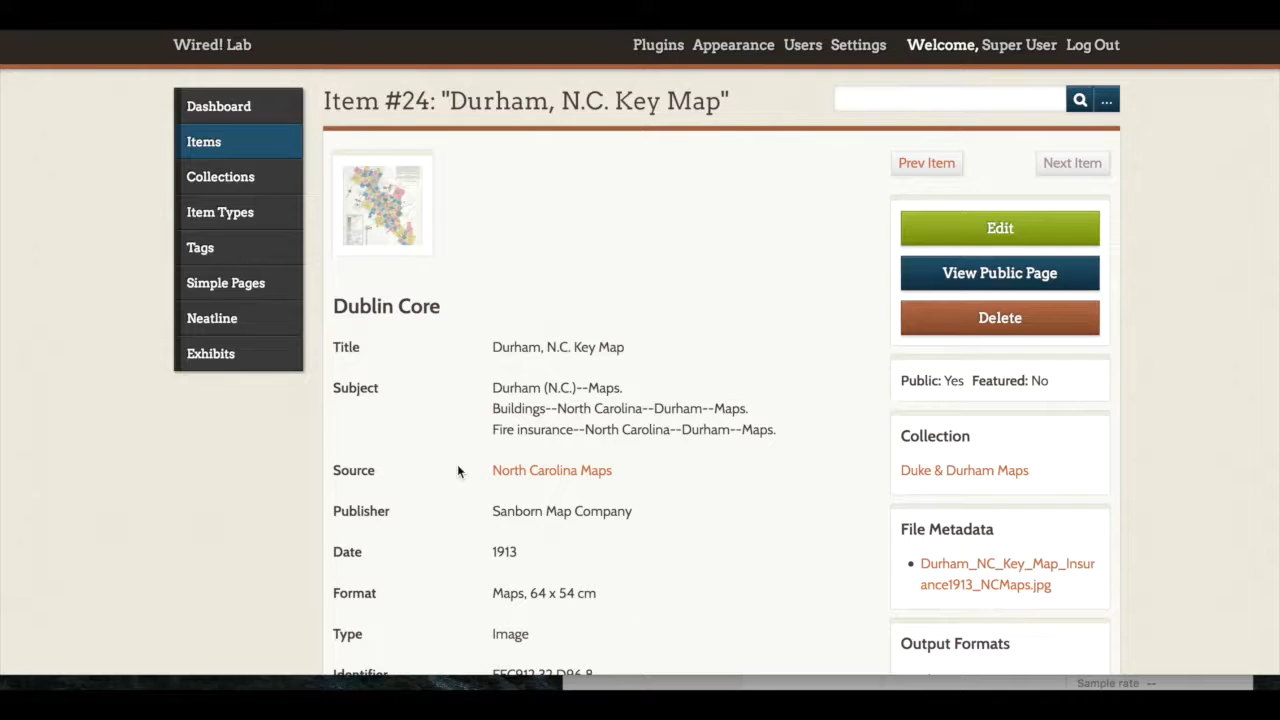 Wired! Lab
Plugins Appearance Users Settings Welcome, Super User Log Out
Dashboard
Items
Collections
Item Types
Tags
Simple Pages
Neatline
Exhibits
Item #24: "Durham, N.C. Key Map"
...
Prev Item
Next Item
Edit
View Public Page
Delete
Dublin Core
Title
Durham, N.C. Key Map
Subject
Durham (N.C.)--Maps.
Buildings--North Carolina--Durham--Maps.
Fire insurance--North Carolina--Durham--Maps.
Source
North Carolina Maps
Publisher
Sanborn Map Company
Date
1913
Format
Maps, 64 x 54 cm
Type
Image
Identifier
Public: Yes Featured: No
Collection
Duke & Durham Maps
File Metadata
Durham_NC_Key_Map_Insur
ance1913_NCMaps.jpg
Output Formats
Sample rate --